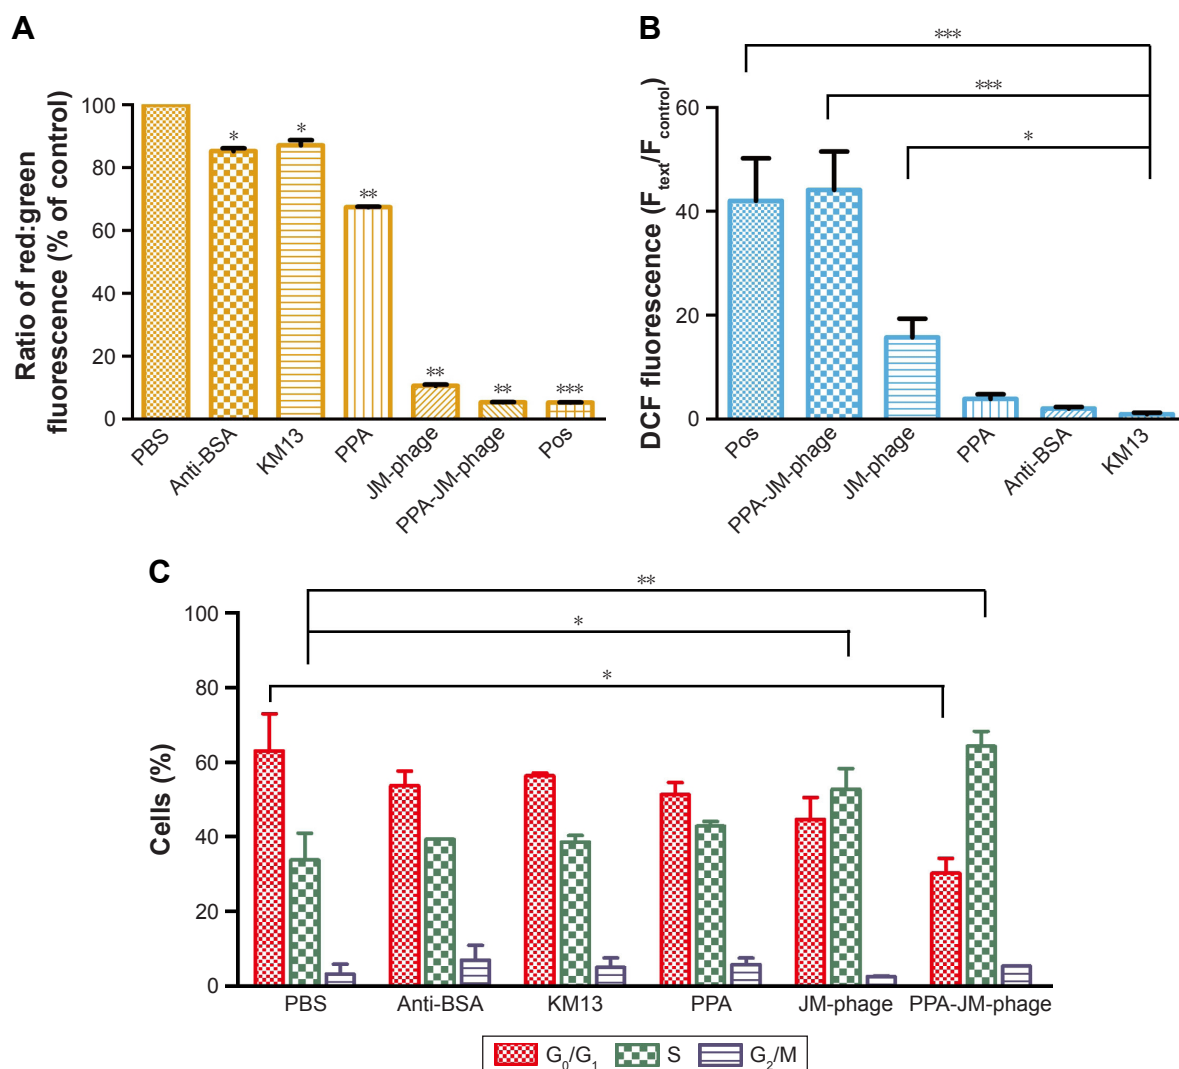 A
Ratio of red:green
fluorescence (% of control)
100
80
60
40
20
0
*
*
**
**
**
***
PBS
Anti-BSA
KM13
PPA
JM-phage
PPA-JM-phage
Pos
B
DCF fluorescence (F text/F control)
60
40
20
0
***
***
*
Pos
PPA-JM-phage
JM-phage
PPA
Anti-BSA
KM13
C
Cells (%)
100
80
60
40
20
0
**
*
*
PBS Anti-BSA KM13 PPA JM-phage PPA-JM-phage
G0/G1 S G2/M